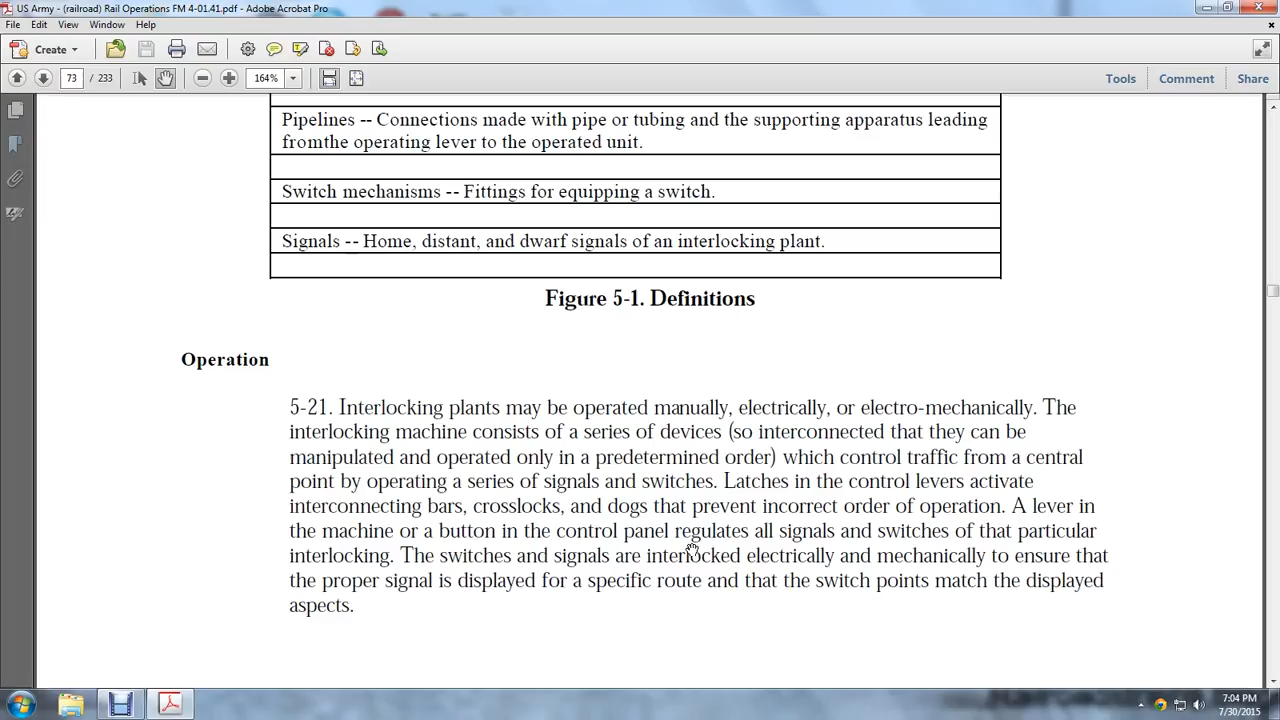 US Army - (railroad) Rail Operations FM 4-01.41.pdf - Adobe Acrobat Pro
File Edit View Window Help
Create
73 / 233 164% Tools Comment Share
Pipelines -- Connections made with pipe or tubing and the supporting apparatus leading
fromthe operating lever to the operated unit.
Switch mechanisms -- Fittings for equipping a switch.
Signals -- Home, distant, and dwarf signals of an interlocking plant.
Figure 5-1. Definitions
Operation
5-21. Interlocking plants may be operated manually, electrically, or electro-mechanically. The
interlocking machine consists of a series of devices (so interconnected that they can be
manipulated and operated only in a predetermined order) which control traffic from a central
point by operating a series of signals and switches. Latches in the control levers activate
interconnecting bars, crosslocks, and dogs that prevent incorrect order of operation. A lever in
the machine or a button in the control panel regulates all signals and switches of that particular
interlocking. The switches and signals are interlocked electrically and mechanically to ensure that
the proper signal is displayed for a specific route and that the switch points match the displayed
aspects.
7:04 PM
7/30/2015